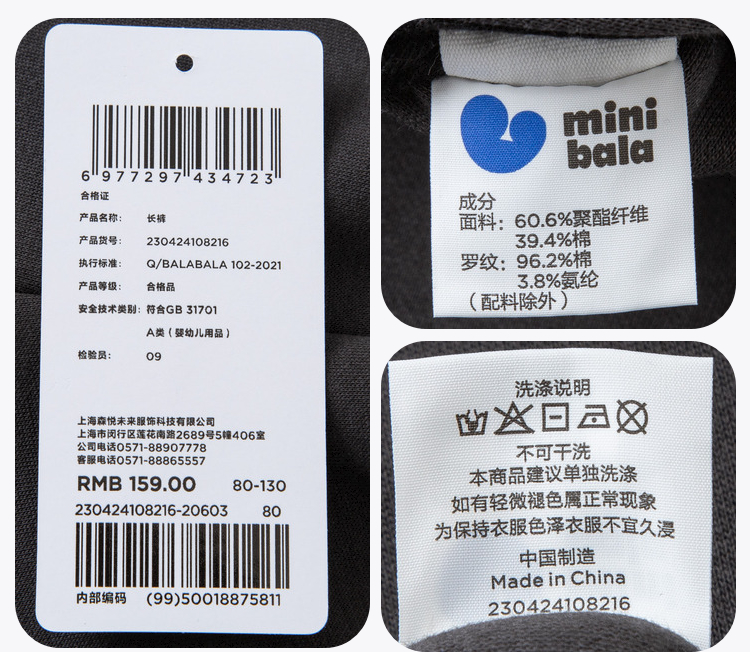 6 977297 434723
合格证
产品名称： 长裤
产品货号： 230424108216
执行标准： Q/BALABALA 102-2021
产品等级： 合格品
安全技术类别： 符合GB 31701
A类（婴幼儿用品）
检验员： 09
上海森悦未来服饰科技有限公司
上海市闵行区莲花南路2689号5幢406室
公司电话0571-88907778
客服电话0571-88865557
RMB 159.00 80-130
230424108216-20603 80
内部编码 (99)50018875811
mini
bala
成分
面料：60.6%聚酯纤维
39.4%棉
罗纹：96.2%棉
3.8%氨纶
（配料除外）
洗涤说明
不可干洗
本商品建议单独洗涤
如有轻微褪色属正常现象
为保持衣服色泽衣服不宜久浸
中国制造
Made in China
230424108216